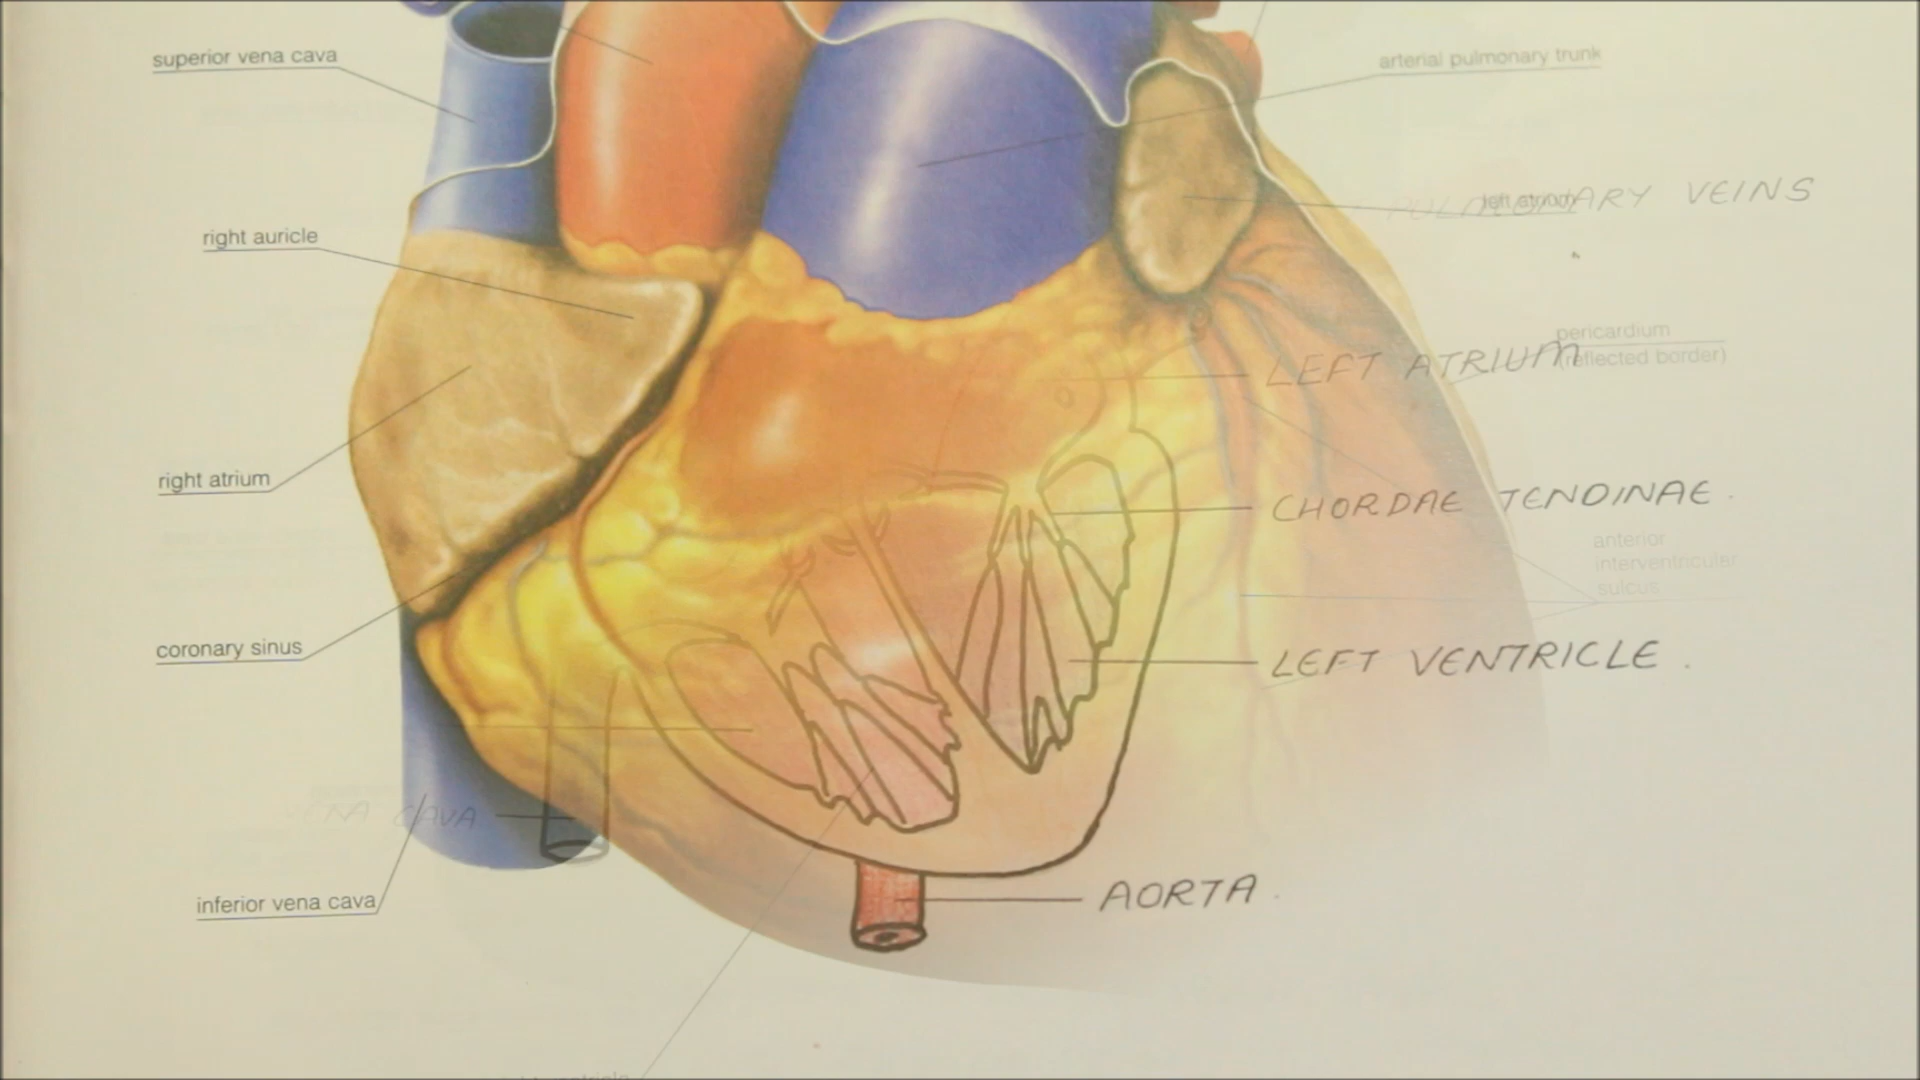 superior vena cava
arterial pulmonary trunk
PULMONARY VEINS
left atrium
right auricle
pericardium
(reflected border)
LEFT ATRIUM
right atrium
CHORDAE TENDINAE.
anterior
interventricular
sulcus
coronary sinus
LEFT VENTRICLE.
VENA CAVA
inferior vena cava
AORTA.